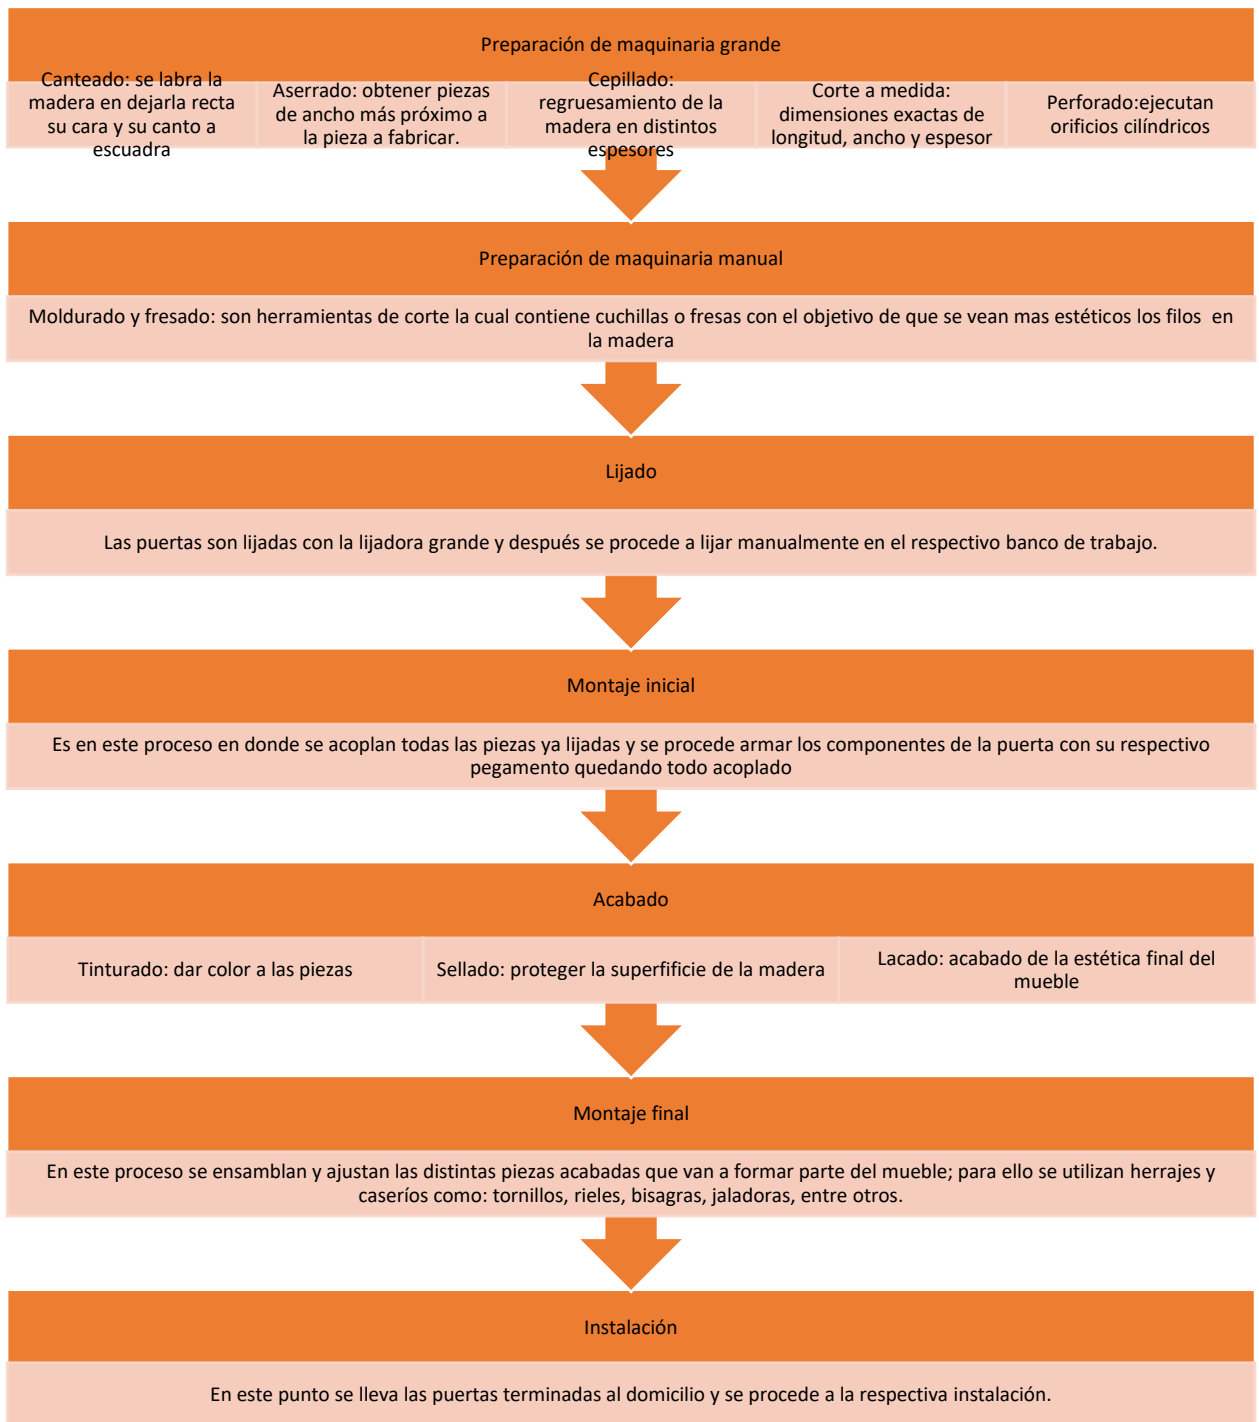 Preparación de maquinaria grande
Canteado: se labra la
madera en dejarla recta
su cara y su canto a
escuadra
Aserrado: obtener piezas
de ancho más próximo a
la pieza a fabricar.
Cepillado:
regruesamiento de la
madera en distintos
espesores
Corte a medida:
dimensiones exactas de
longitud, ancho y espesor
Perforado:ejecutan
orificios cilíndricos
Preparación de maquinaria manual
Moldurado y fresado: son herramientas de corte la cual contiene cuchillas o fresas con el objetivo de que se vean mas estéticos los filos  en
la madera
Lijado
Las puertas son lijadas con la lijadora grande y después se procede a lijar manualmente en el respectivo banco de trabajo.
Montaje inicial
Es en este proceso en donde se acoplan todas las piezas ya lijadas y se procede armar los componentes de la puerta con su respectivo
pegamento quedando todo acoplado
Acabado
Tinturado: dar color a las piezas
Sellado: proteger la superfificie de la madera
Lacado: acabado de la estética final del
mueble
Montaje final
En este proceso se ensamblan y ajustan las distintas piezas acabadas que van a formar parte del mueble; para ello se utilizan herrajes y
caseríos como: tornillos, rieles, bisagras, jaladoras, entre otros.
Instalación
En este punto se lleva las puertas terminadas al domicilio y se procede a la respectiva instalación.